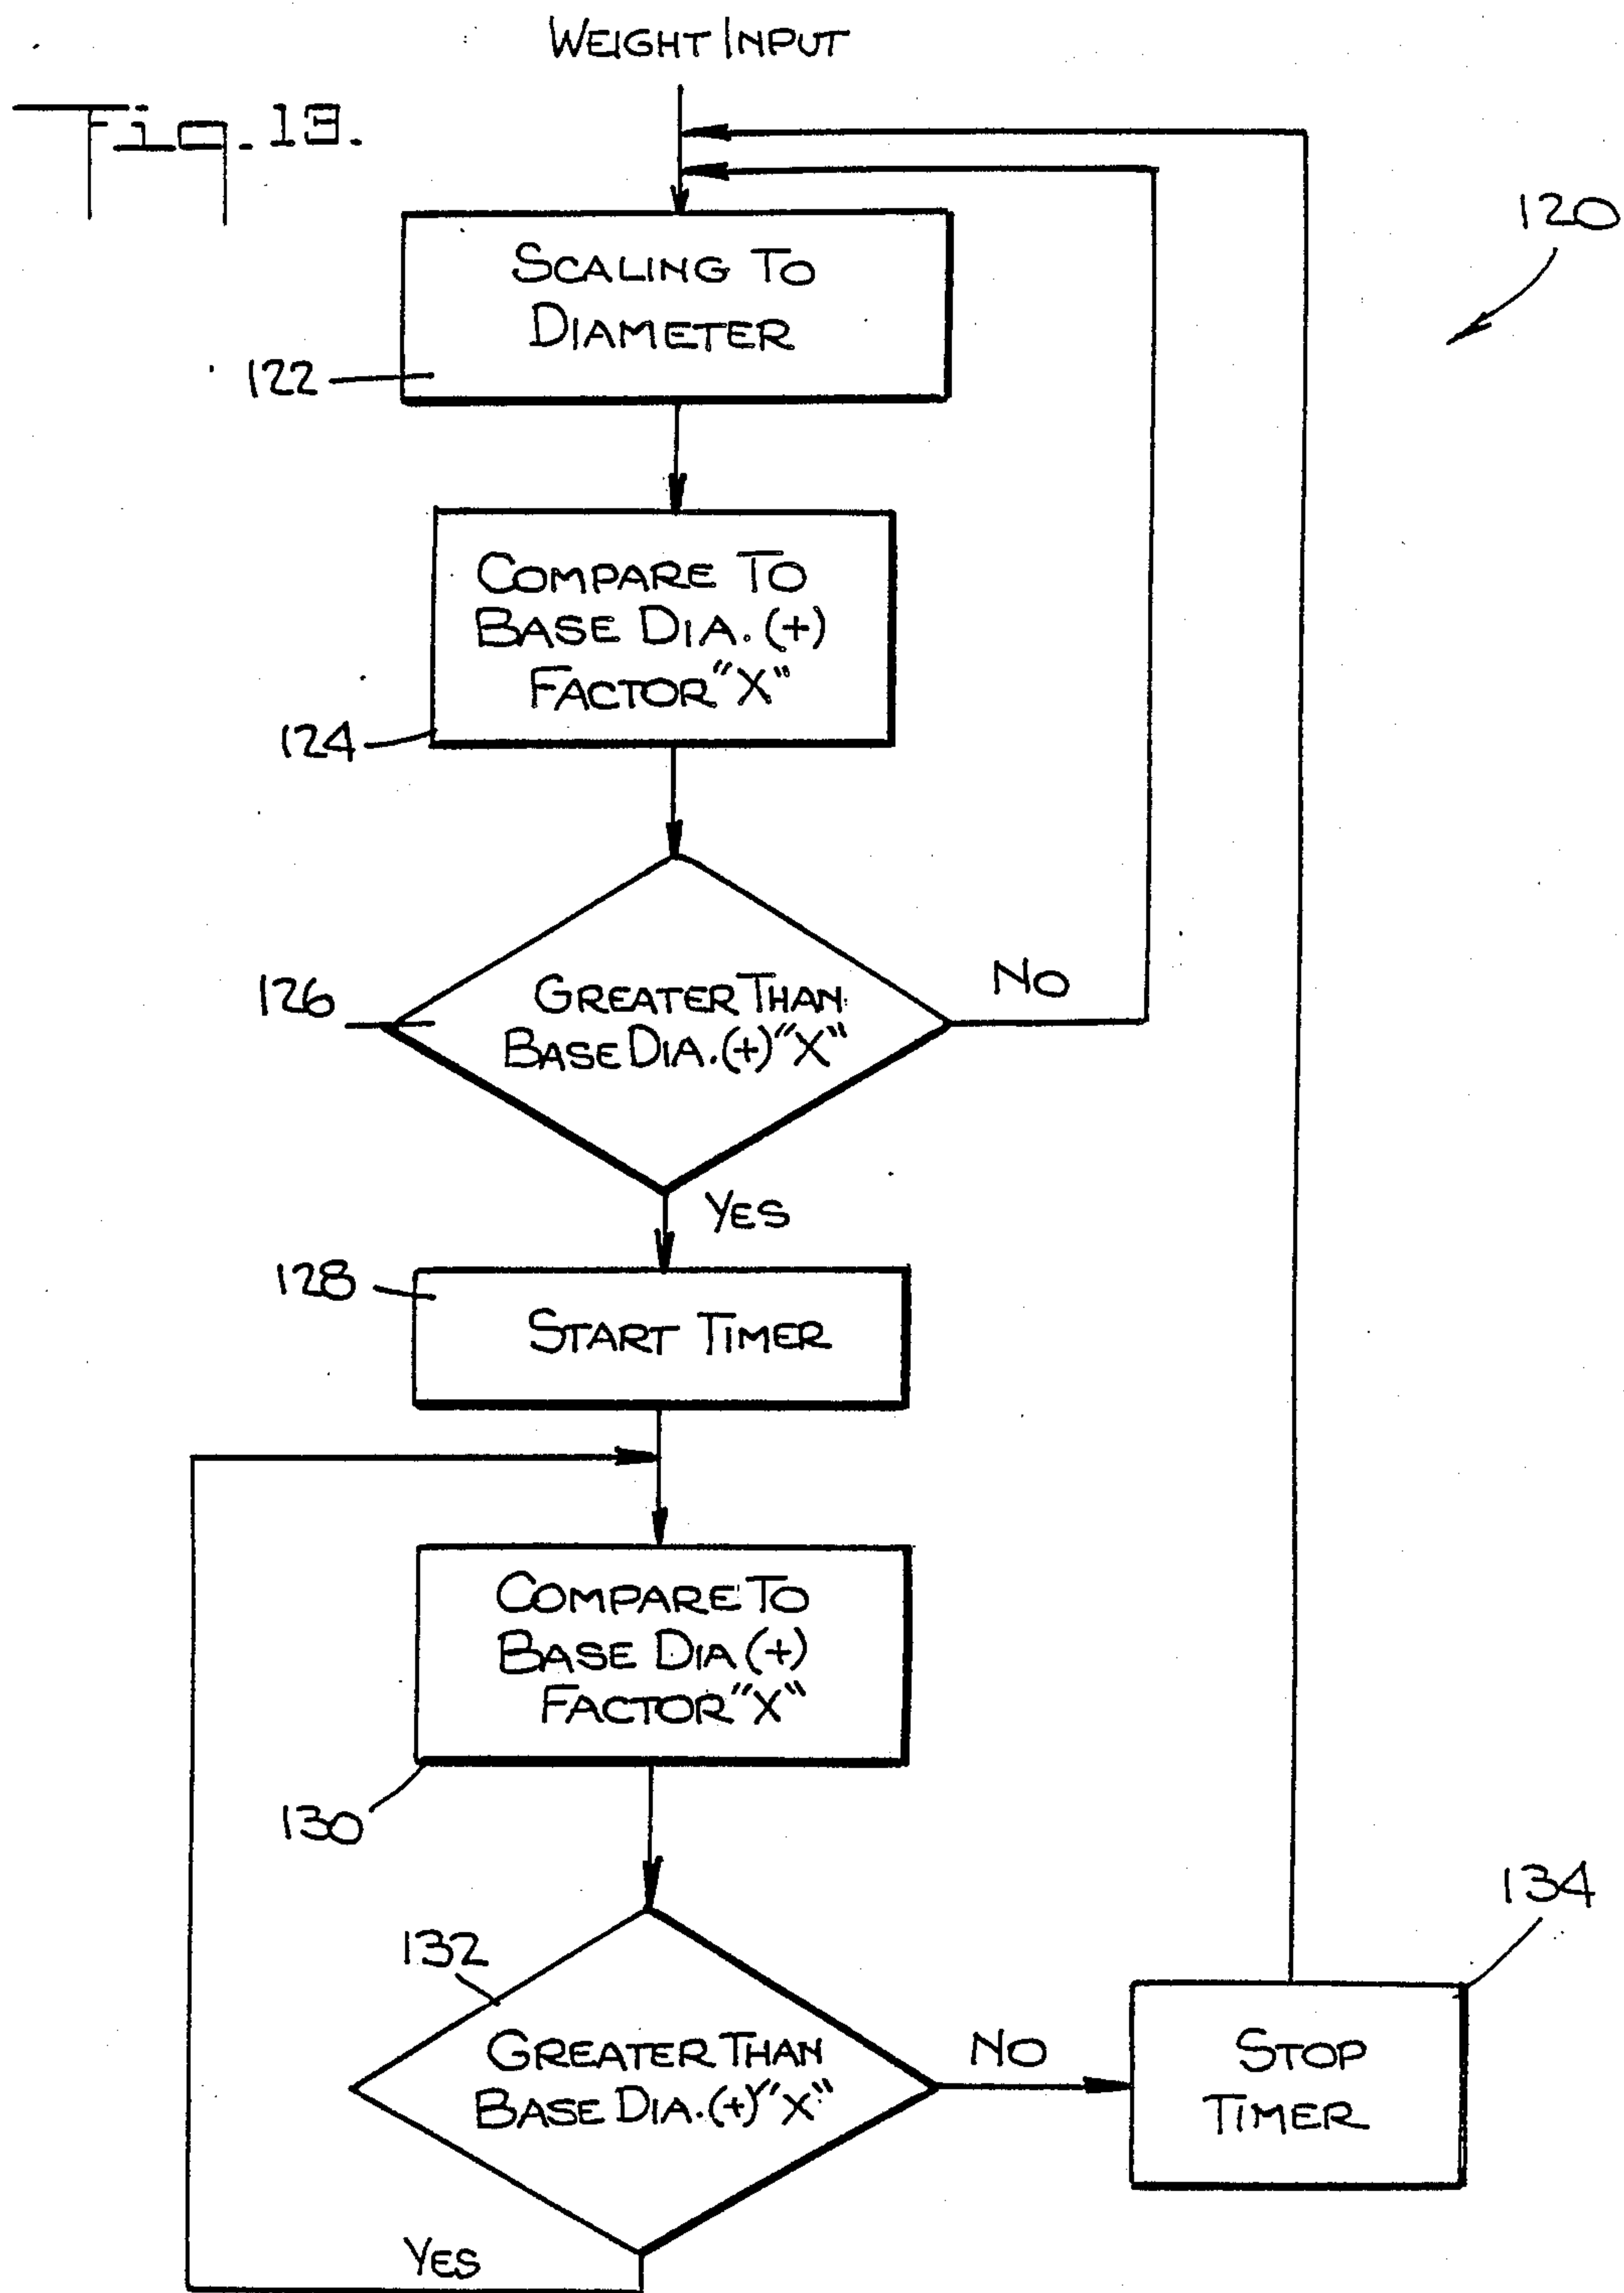 WEIGHT INPUT
Fig. 13.
120
SCALING TO
DIAMETER
122
COMPARE TO
BASE DIA. (+)
FACTOR "X"
124
126
GREATER THAN
BASE DIA. (+) "X"
NO
YES
128
START TIMER
COMPARE TO
BASE DIA (+)
FACTOR "X"
130
132
GREATER THAN
BASE DIA. (+) "X"
NO
134
STOP
TIMER
YES